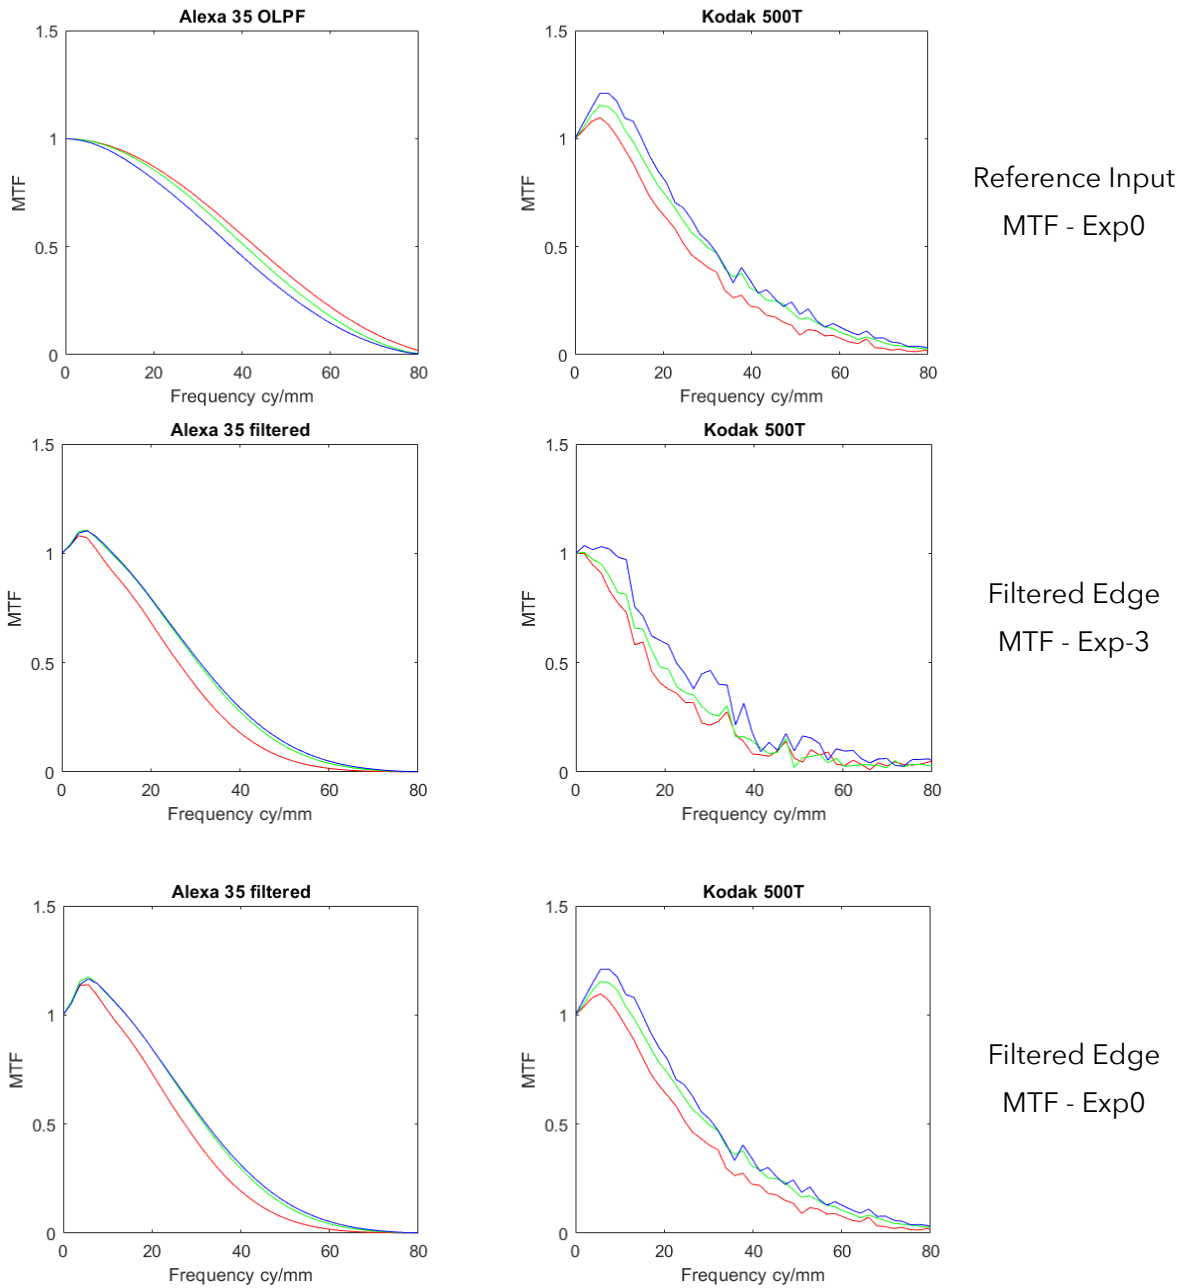 Alexa 35 OLPF
1.5
1
0.5
0
MTF
0 20 40 60 80
Frequency cy/mm
Kodak 500T
1.5
1
0.5
0
MTF
0 20 40 60 80
Frequency cy/mm
Reference Input
MTF - Exp0
Alexa 35 filtered
1.5
1
0.5
0
MTF
0 20 40 60 80
Frequency cy/mm
Kodak 500T
1.5
1
0.5
0
MTF
0 20 40 60 80
Frequency cy/mm
Filtered Edge
MTF - Exp-3
Alexa 35 filtered
1.5
1
0.5
0
MTF
0 20 40 60 80
Frequency cy/mm
Kodak 500T
1.5
1
0.5
0
MTF
0 20 40 60 80
Frequency cy/mm
Filtered Edge
MTF - Exp0